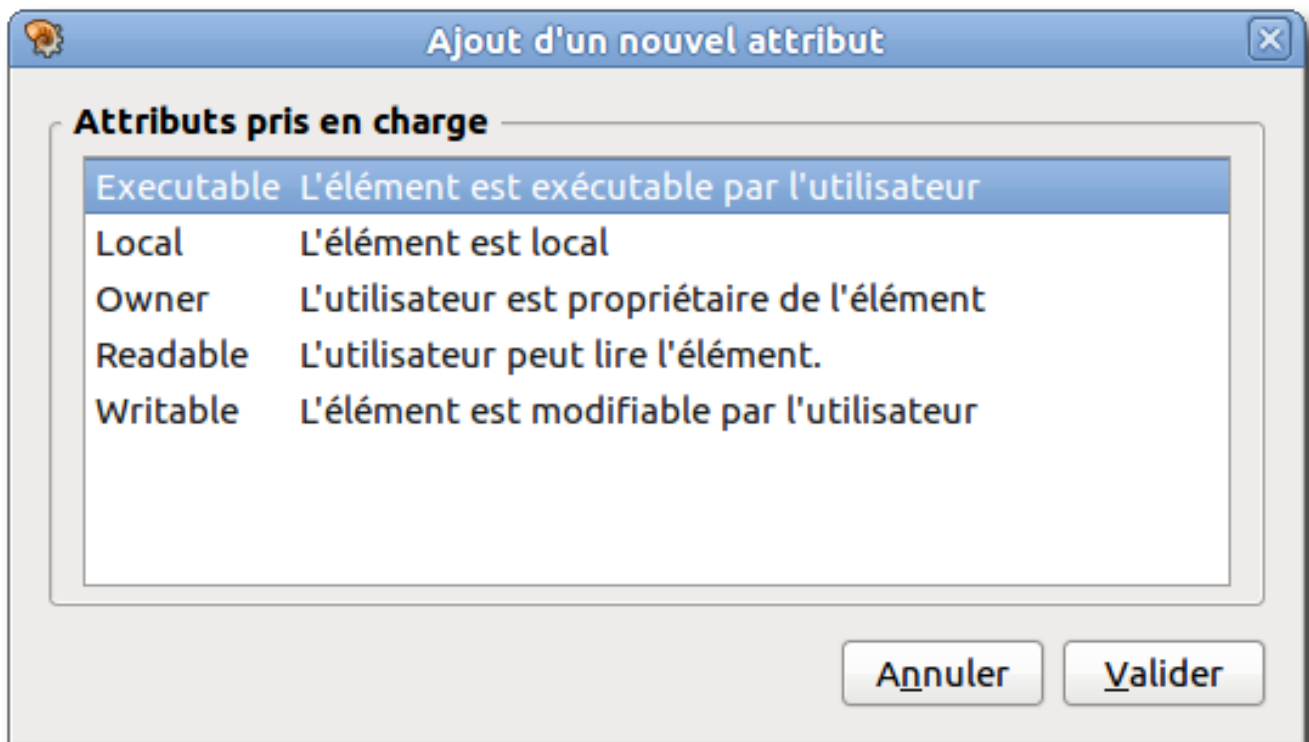 Ajout d'un nouvel attribut
Attributs pris en charge
Executable L'élément est exécutable par l'utilisateur
Local L'élément est local
Owner L'utilisateur est propriétaire de l'élément
Readable L'utilisateur peut lire l'élément.
Writable L'élément est modifiable par l'utilisateur
Annuler Valider